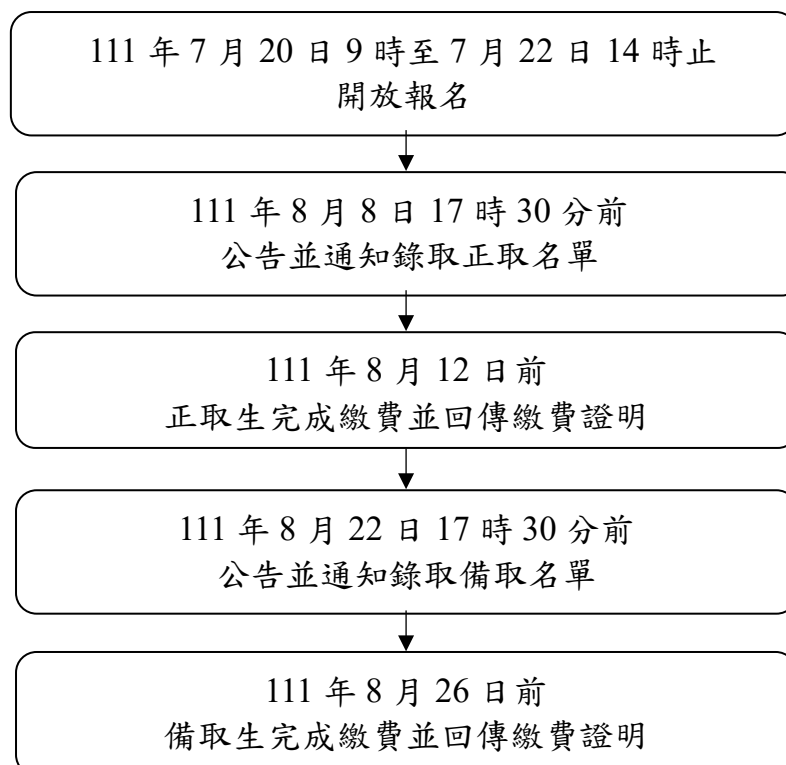 111 年 7 月 20 日 9 時至 7 月 22 日 14 時止
開放報名
111 年 8 月 8 日 17 時 30 分前
公告並通知錄取正取名單
111 年 8 月 12 日前
正取生完成繳費並回傳繳費證明
111 年 8 月 22 日 17 時 30 分前
公告並通知錄取備取名單
111 年 8 月 26 日前
備取生完成繳費並回傳繳費證明